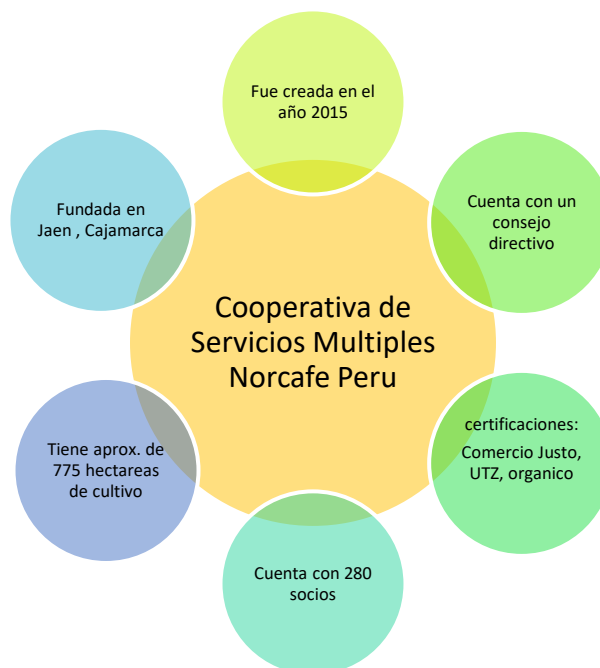 Fue creada en el
año 2015
Cuenta con un
consejo
directivo
certificaciones:
Comercio Justo,
UTZ, organico
Cuenta con 280
socios
Tiene aprox. de
775 hectareas
de cultivo
Fundada en
Jaen , Cajamarca
Cooperativa de
Servicios Multiples
Norcafe Peru